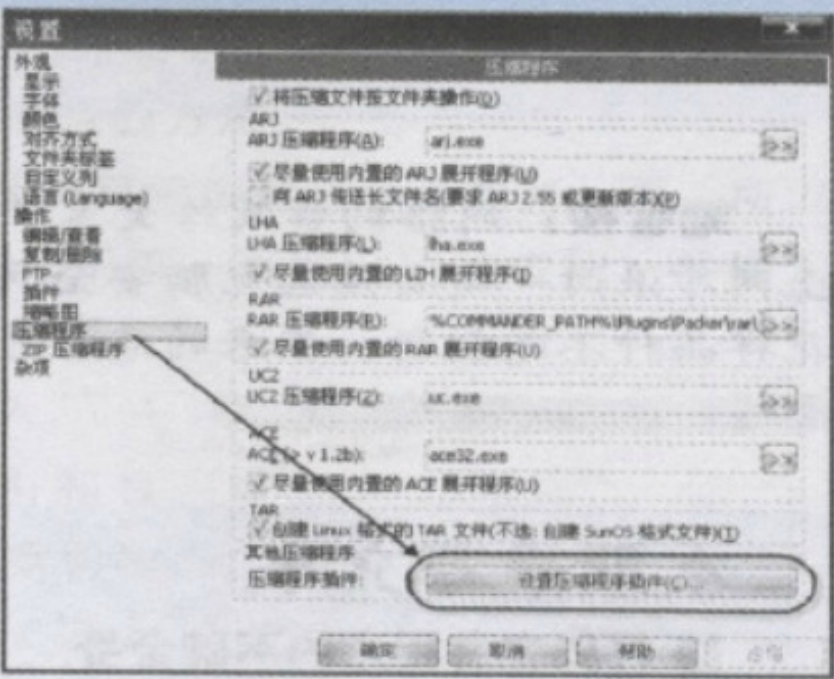 设置
外观
显示
字体
颜色
对齐方式
文件夹标签
自定义列
语言 (Language)
操作
编辑/查看
复制/删除
FTP
插件
缩略图
压缩程序
ZIP 压缩程序
杂项
压缩程序
将压缩文件按文件夹操作(D)
ARJ
ARJ 压缩程序(A): arj.exe >>
尽量使用内置的 ARJ 展开程序(U)
向 ARJ 传送长文件名(要求 ARJ 2.55 或更新版本)(P)
LHA
LHA 压缩程序(L): lha.exe >>
尽量使用内置的 LZH 展开程序(I)
RAR
RAR 压缩程序(R): %COMMANDER_PATH%\Plugins\Packer\rar\ >>
尽量使用内置的 RAR 展开程序(U)
UC2
UC2 压缩程序(2): uc.exe >>
ACE
ACE (≥ v 1.2b): ace32.exe >>
尽量使用内置的 ACE 展开程序(U)
TAR
创建 Linux 格式的 TAR 文件(不选: 创建 SunOS 格式文件)(T)
其他压缩程序
压缩程序插件: 设置压缩程序插件(C)...
确定 取消 帮助 应用